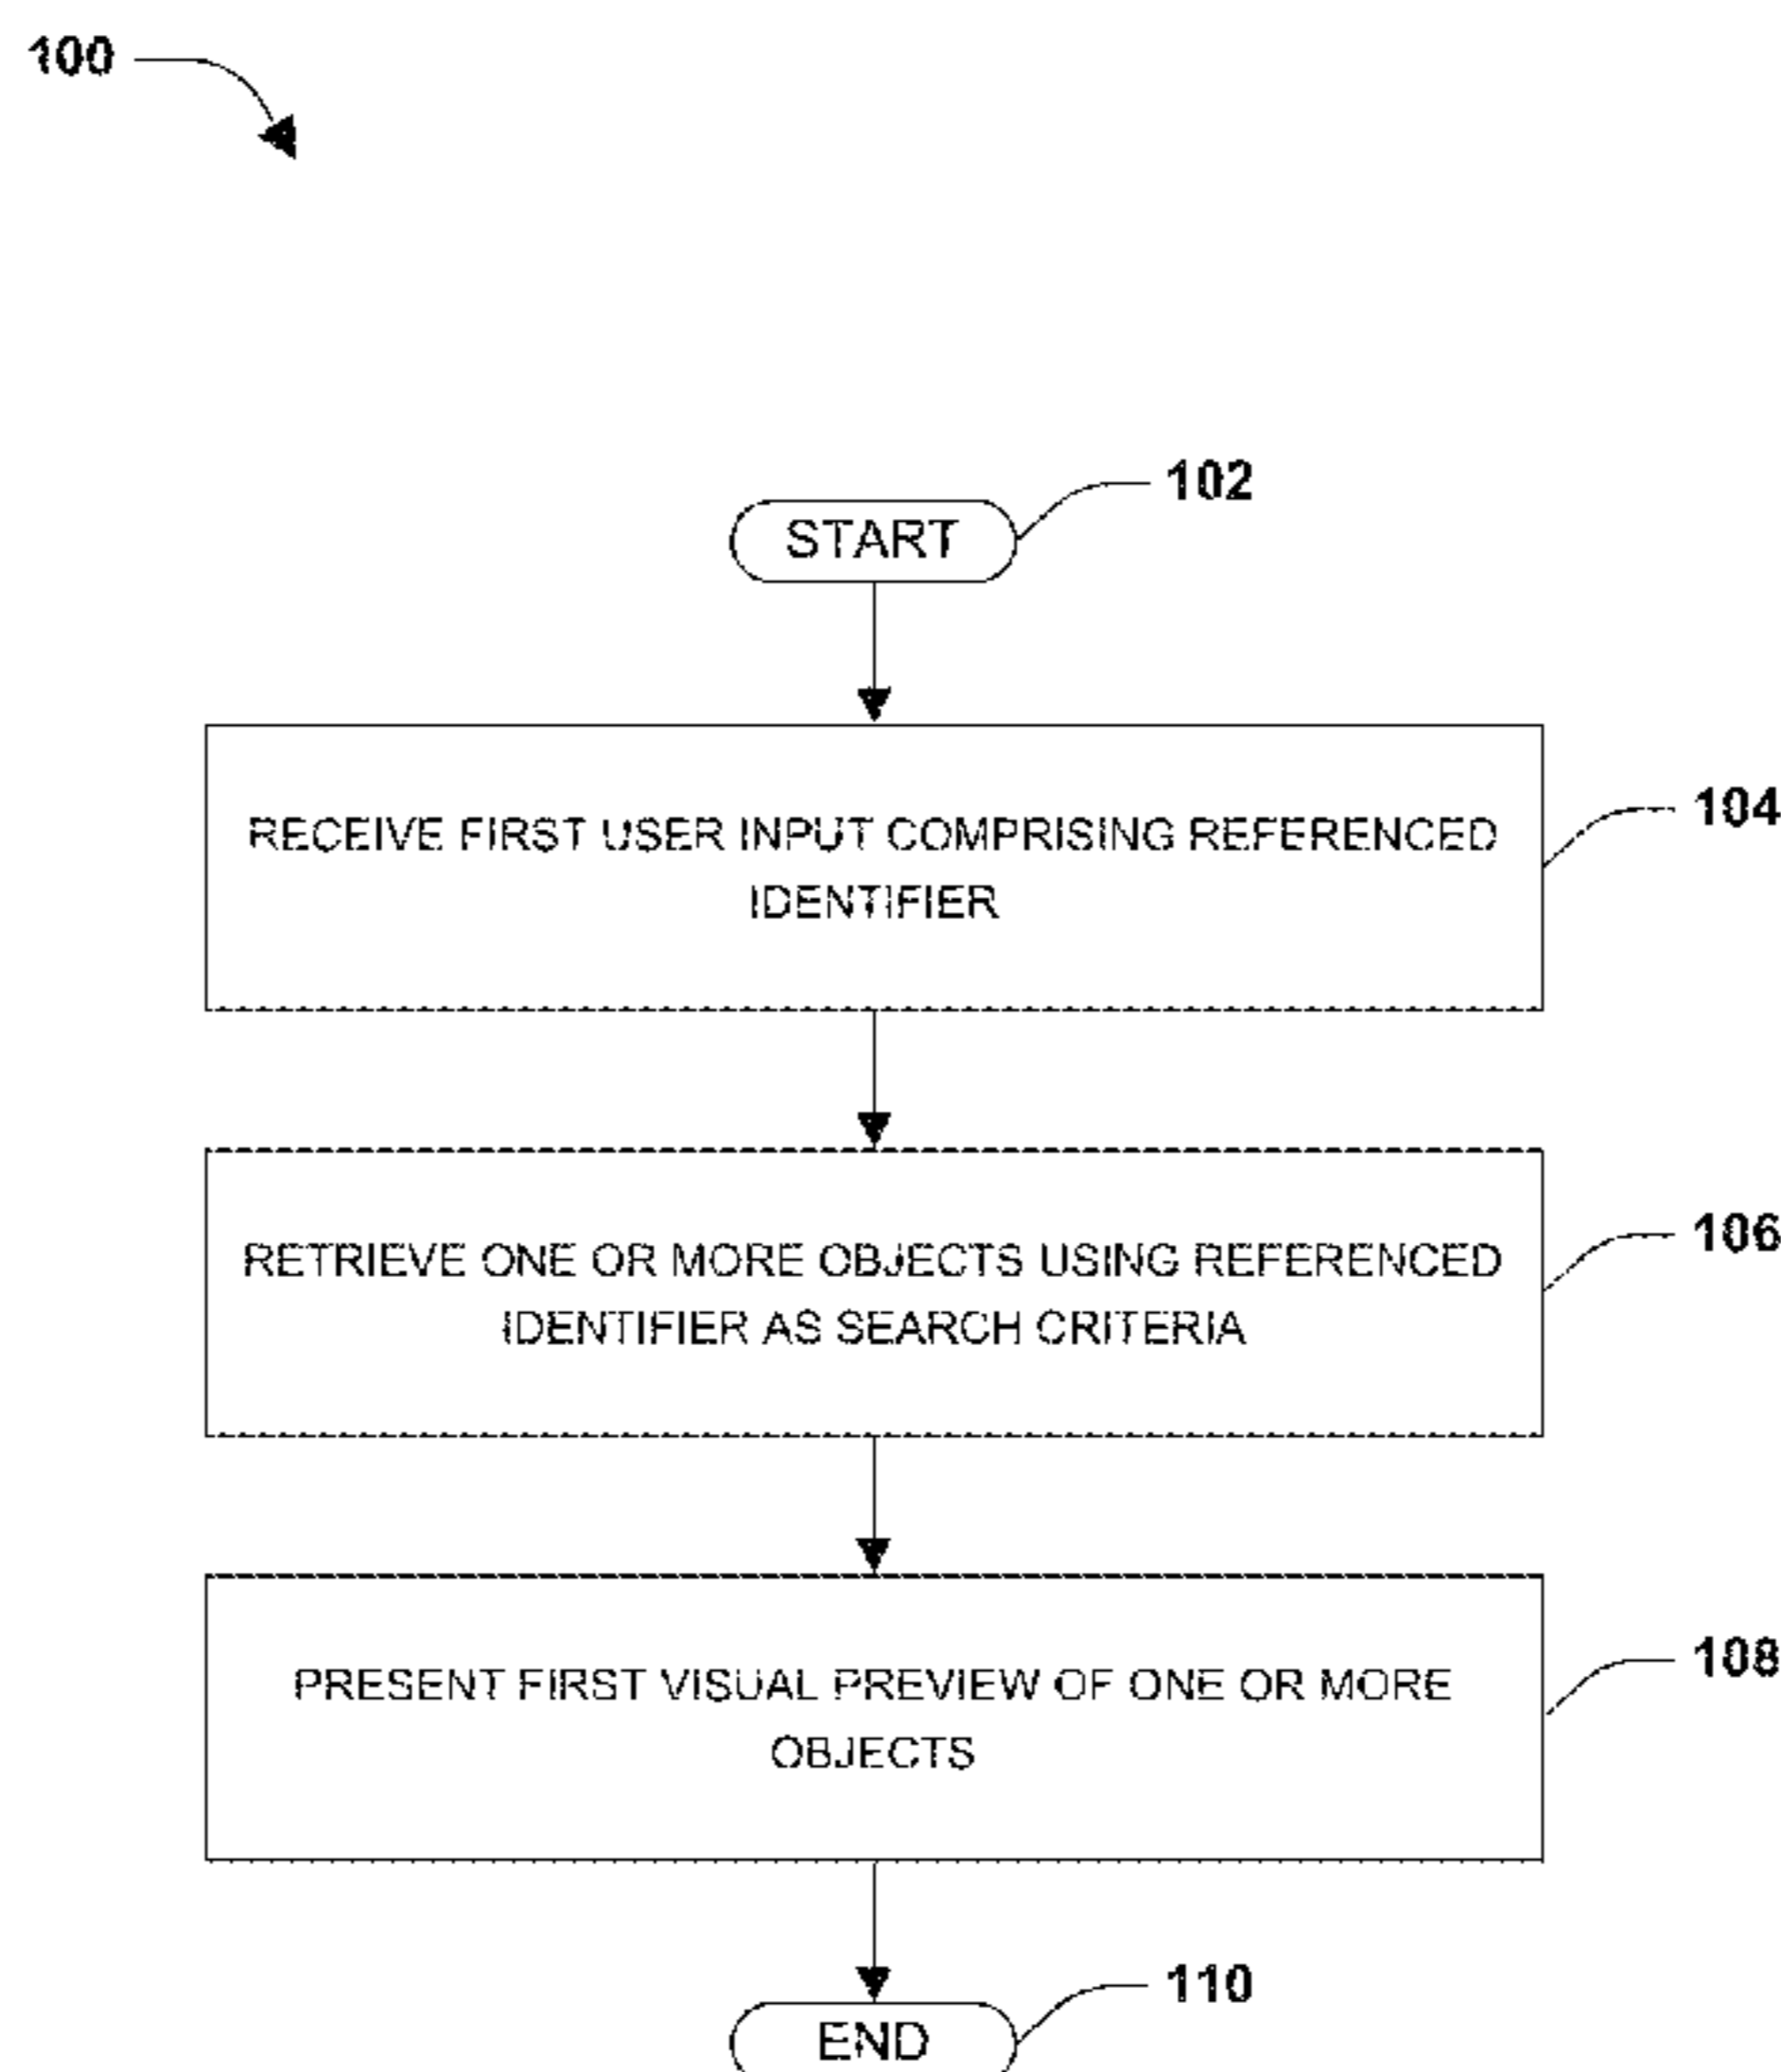 100
102
START
104
RECEIVE FIRST USER INPUT COMPRISING REFERENCED
IDENTIFIER
106
RETRIEVE ONE OR MORE OBJECTS USING REFERENCED
IDENTIFIER AS SEARCH CRITERIA
108
PRESENT FIRST VISUAL PREVIEW OF ONE OR MORE
OBJECTS
110
END